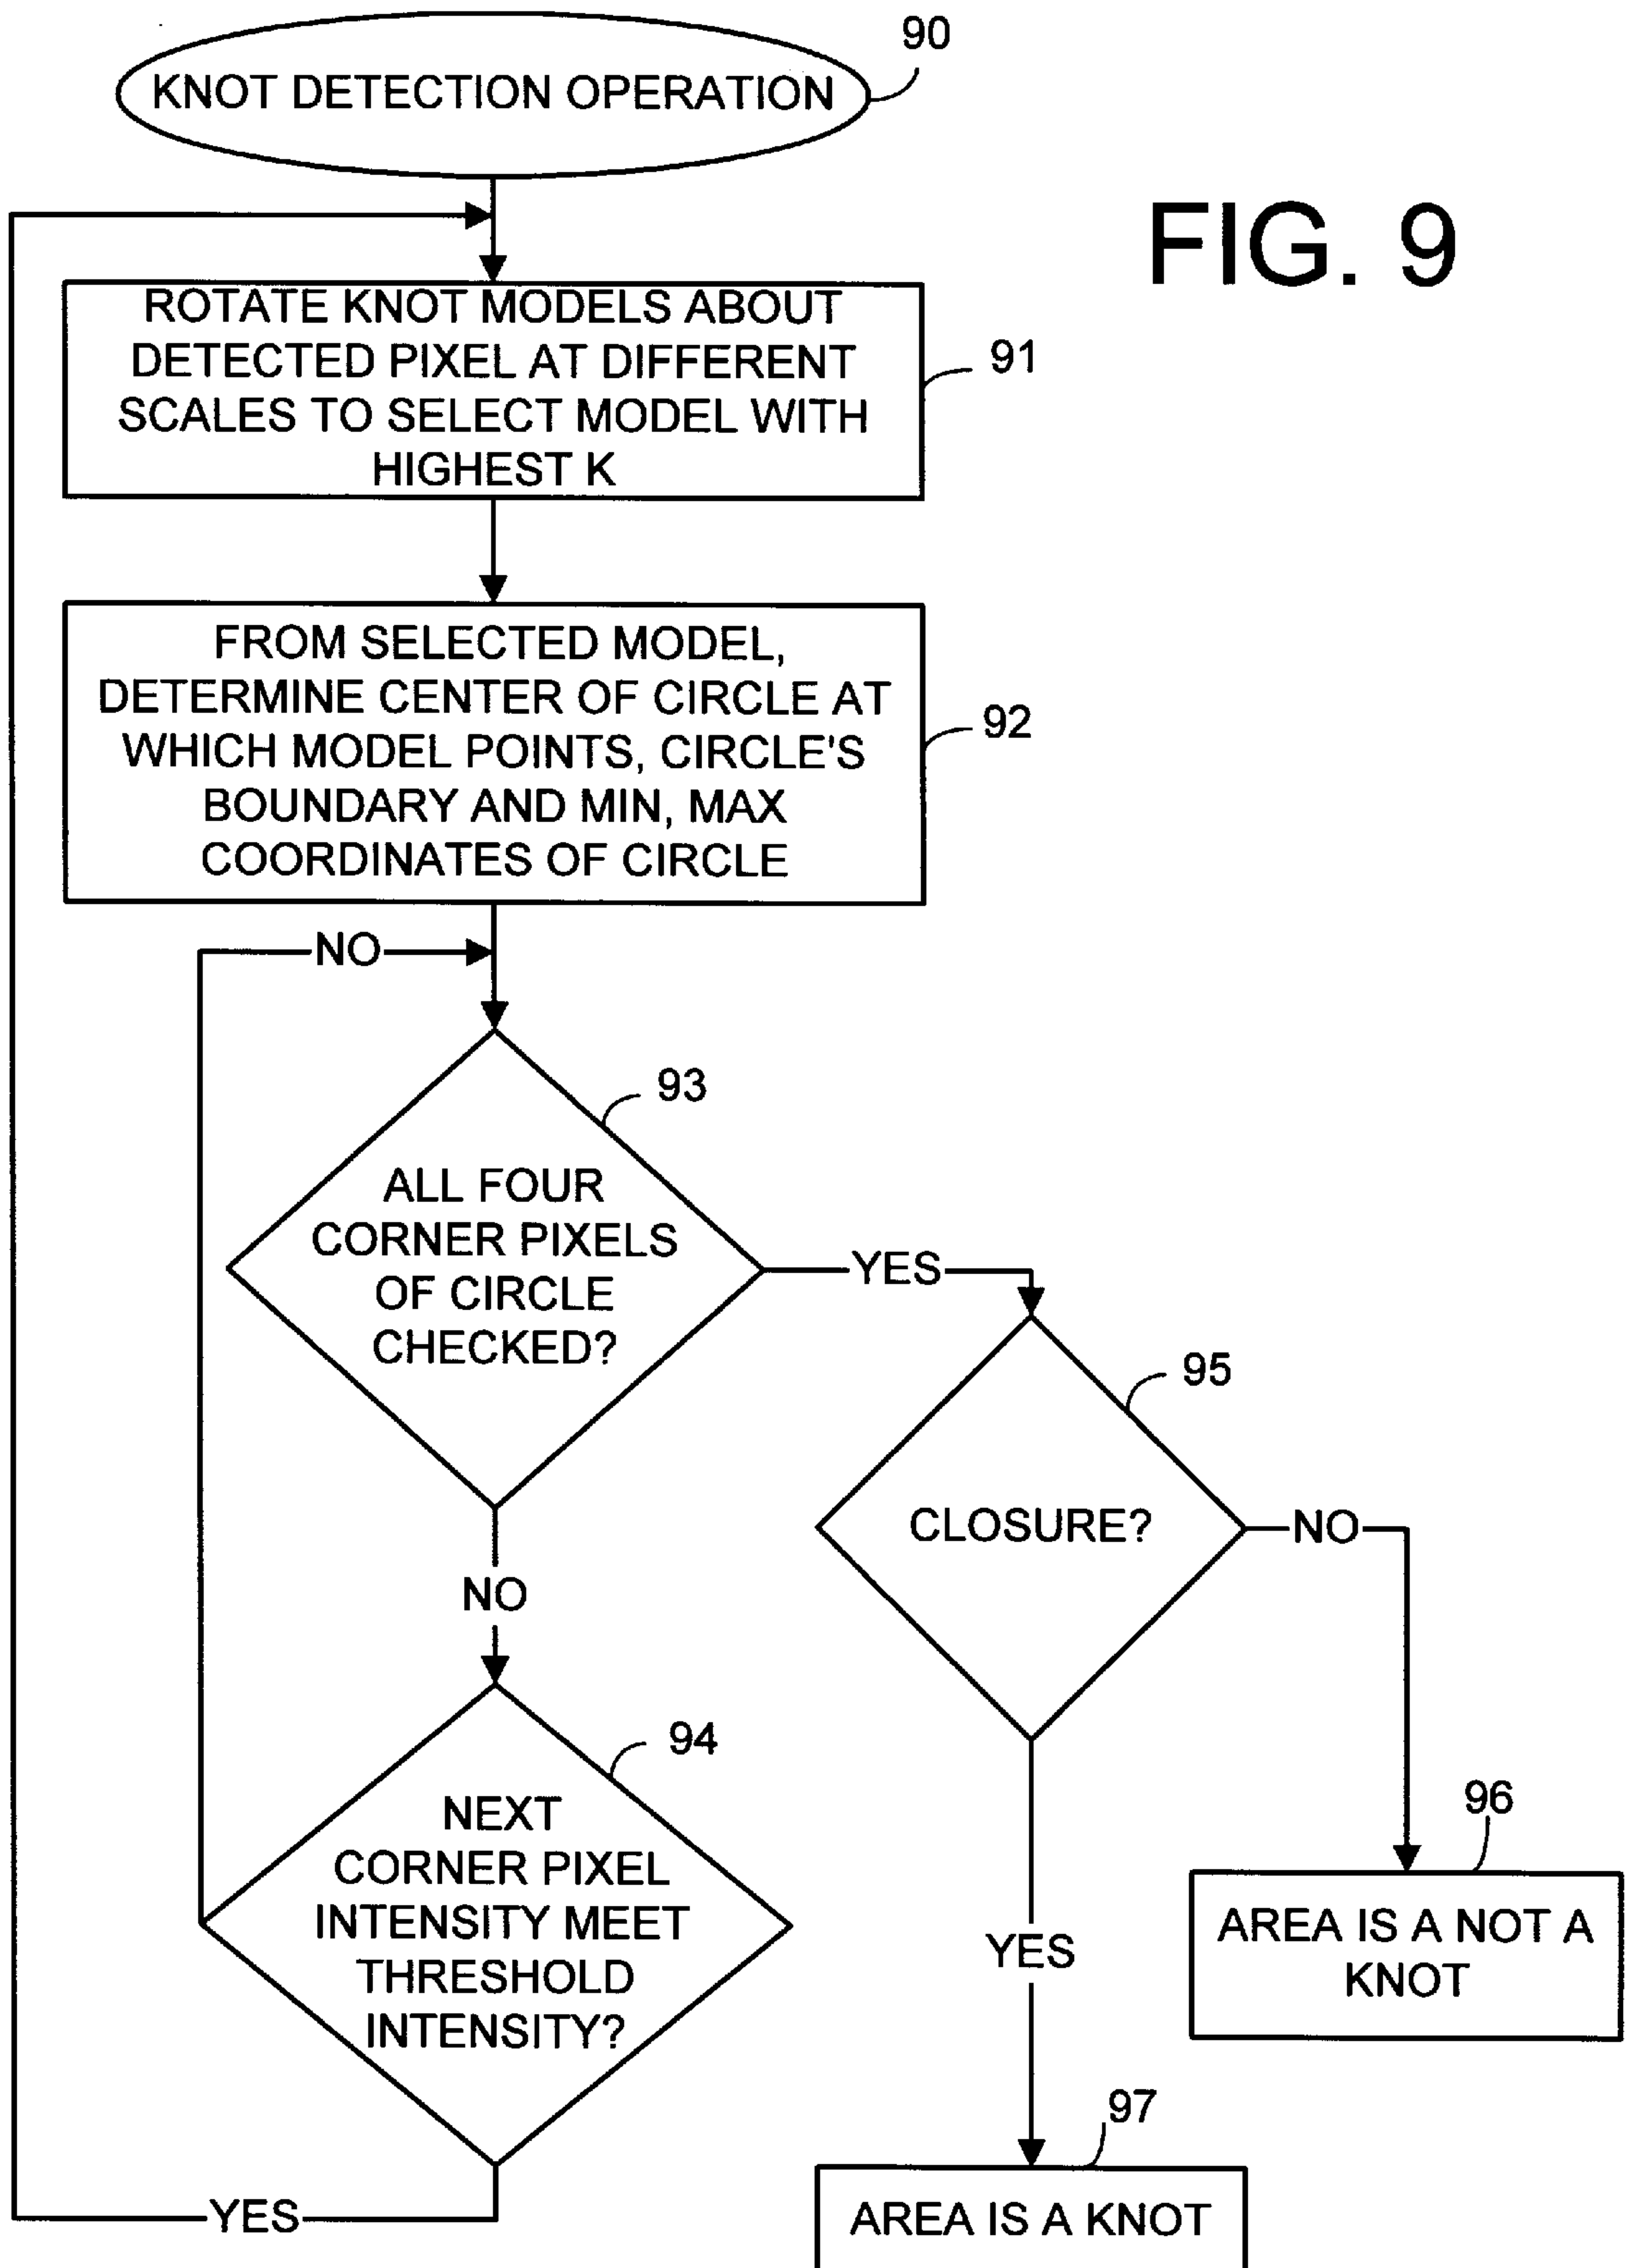 90
KNOT DETECTION OPERATION
FIG. 9
ROTATE KNOT MODELS ABOUT
DETECTED PIXEL AT DIFFERENT
SCALES TO SELECT MODEL WITH
HIGHEST K
91
FROM SELECTED MODEL,
DETERMINE CENTER OF CIRCLE AT
WHICH MODEL POINTS, CIRCLE'S
BOUNDARY AND MIN, MAX
COORDINATES OF CIRCLE
92
NO
93
ALL FOUR
CORNER PIXELS
OF CIRCLE
CHECKED?
YES
95
CLOSURE?
NO
NO
94
NEXT
CORNER PIXEL
INTENSITY MEET
THRESHOLD
INTENSITY?
YES
96
AREA IS A NOT A
KNOT
YES
97
AREA IS A KNOT